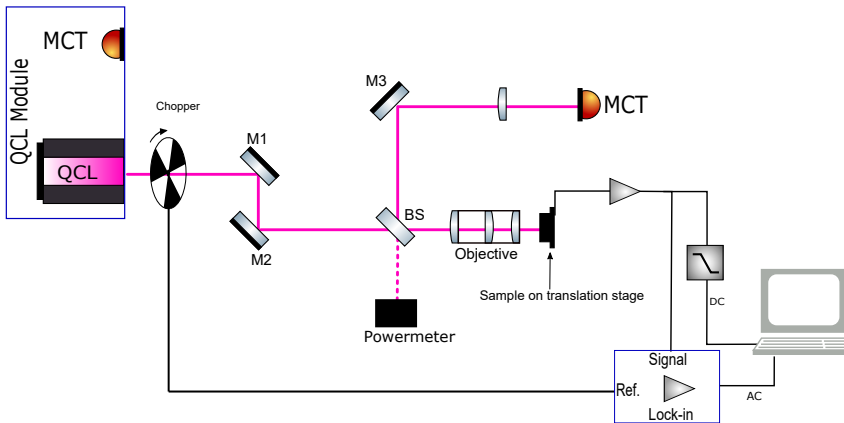 MCT
QCL Module
QCL
Chopper
M1
M2
M3
MCT
BS
Objective
Sample on translation stage
Powermeter
DC
Signal
Ref.
Lock-in
AC